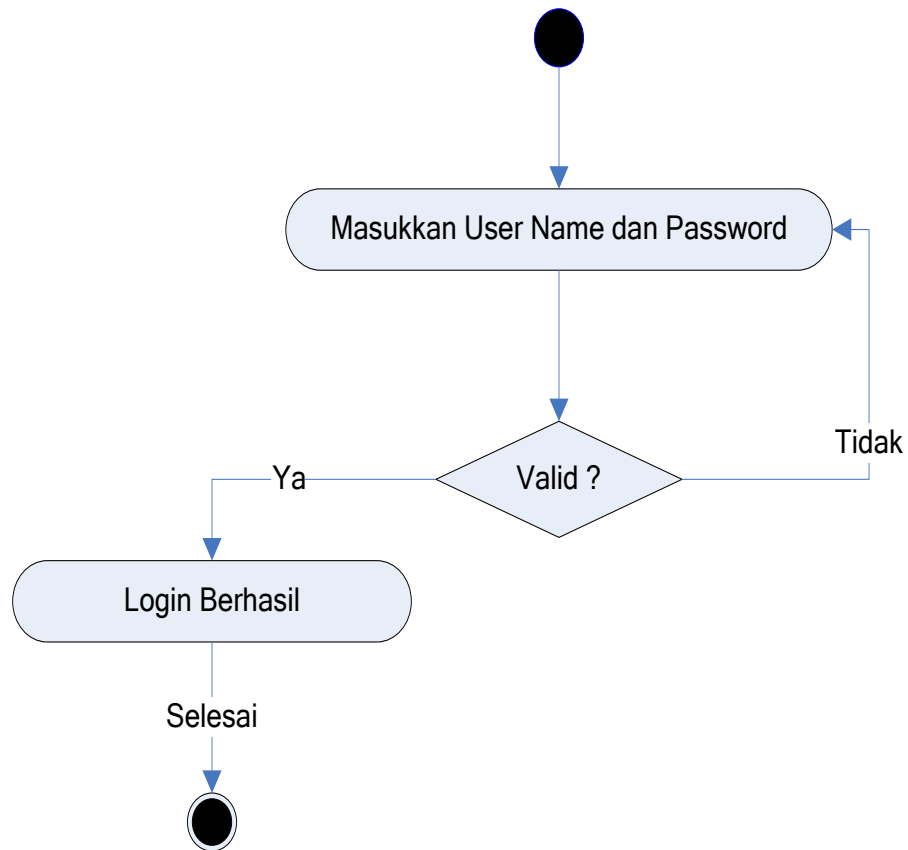 Masukkan User Name dan Password
Valid ?
Tidak
Ya
Login Berhasil
Selesai